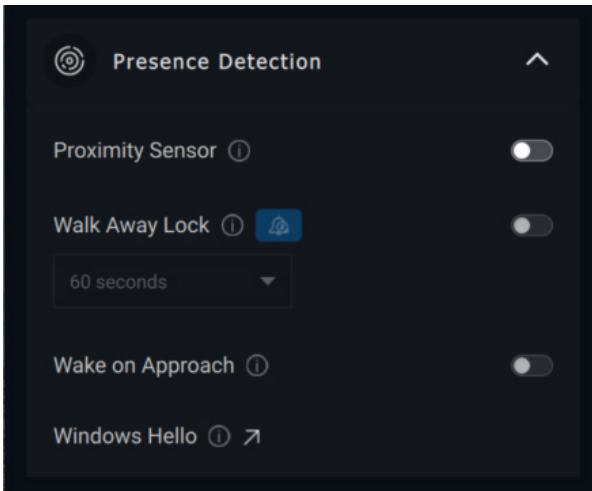 Presence Detection
Proximity Sensor
Walk Away Lock
60 seconds
Wake on Approach
Windows Hello